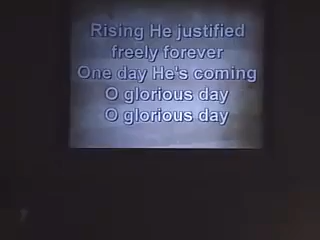 Rising He justified
freely forever
One day He's coming
O glorious day
O glorious day